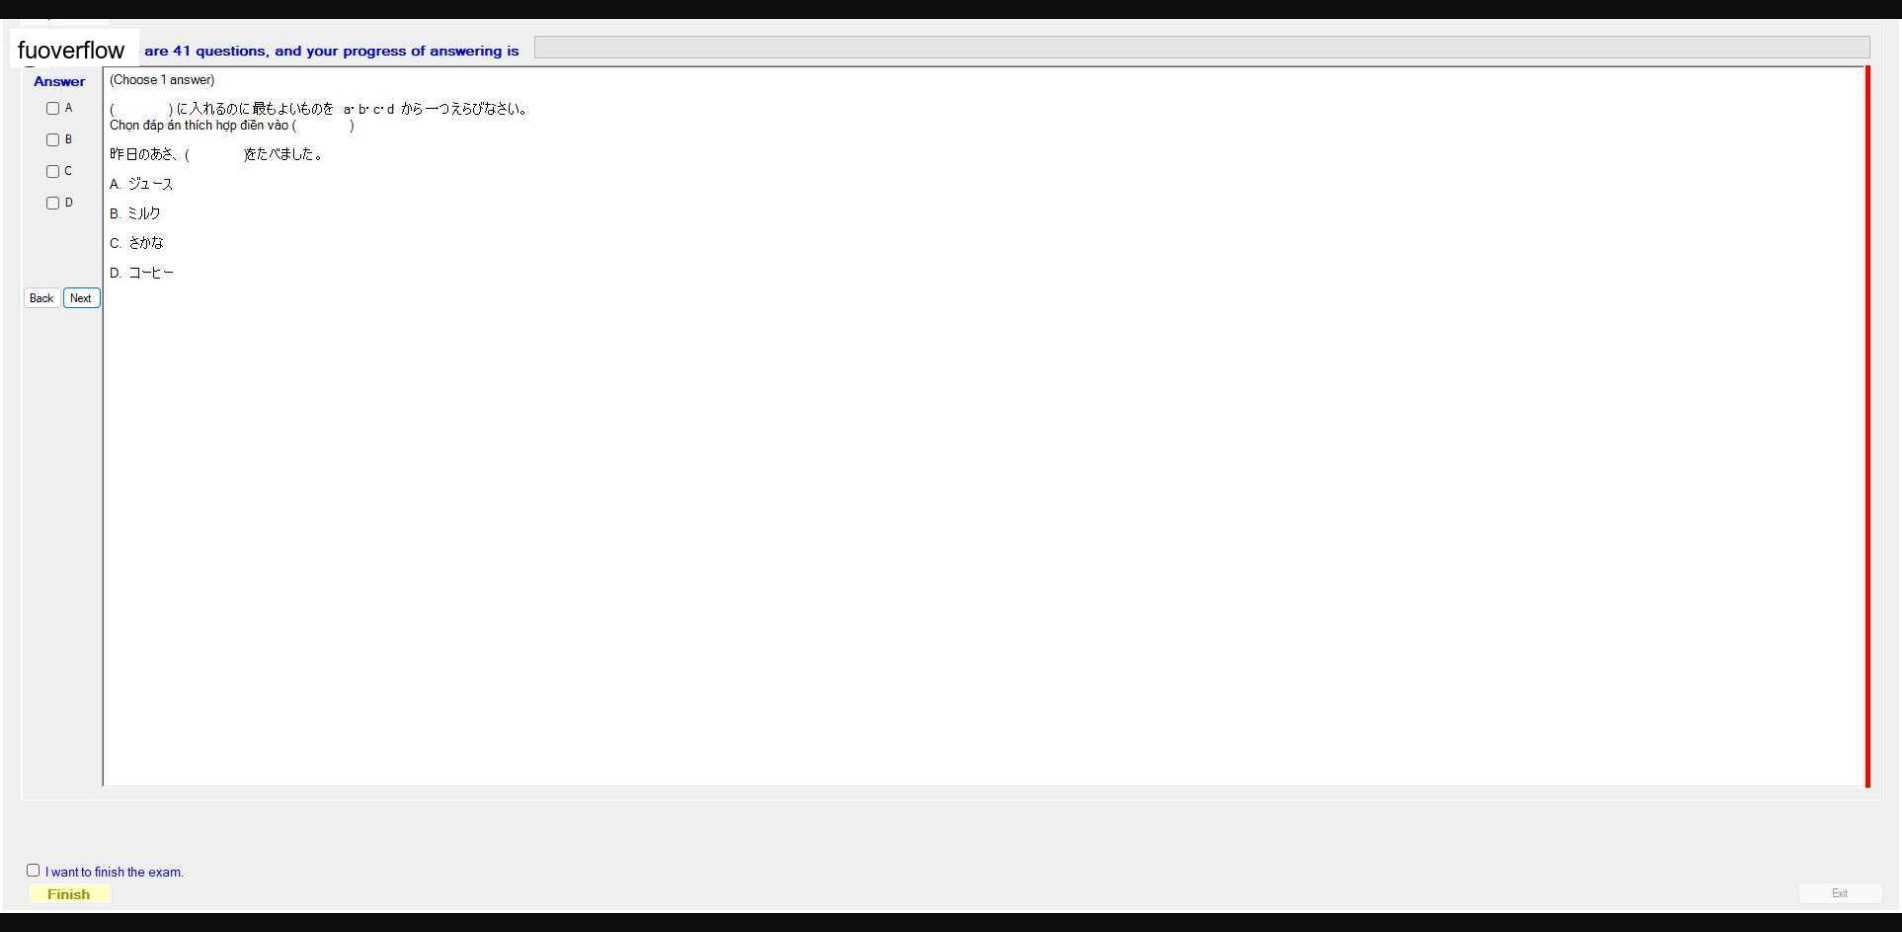 fuoverflow are 41 questions, and your progress of answering is
Answer
(Choose 1 answer)
A
( )に入れるのに最もよいものを a・b・c・d から一つえらびなさい。
Chọn đáp án thích hợp điền vào ( )
B
昨日のあさ、( )をたべました。
C
A. ジュース
D
B. ミルク
C. さかな
D. コーヒー
Back Next
I want to finish the exam.
Finish
Exit